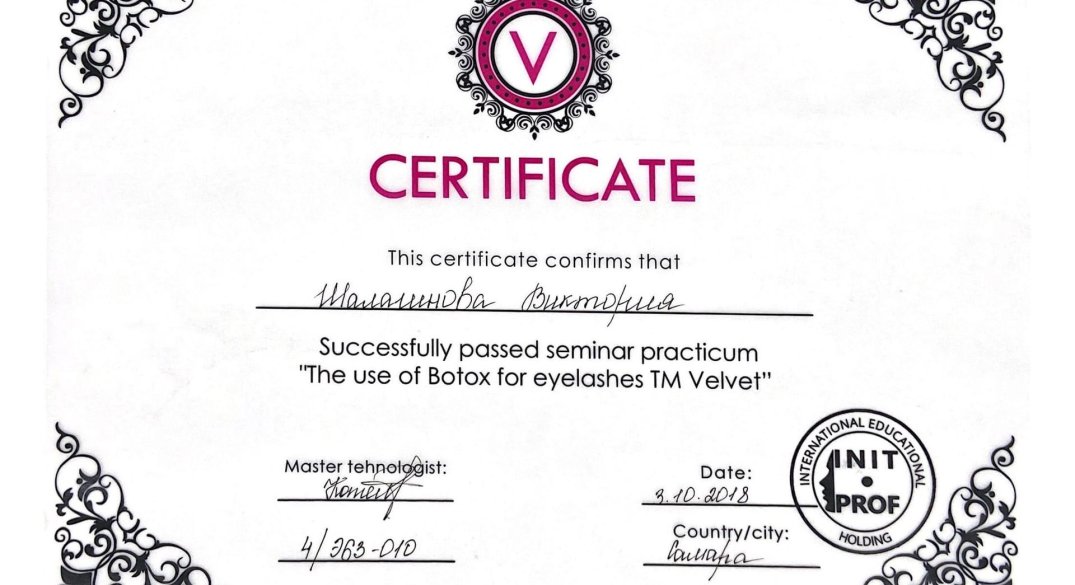 V
CERTIFICATE
This certificate confirms that
Шалашнова Виктория
Successfully passed seminar practicum
"The use of Botox for eyelashes TM Velvet"
Master tehnologist:
4/ЭБЗ-010
Date:
3.10.2018
Country/city:
Самара
INTERNATIONAL EDUCATIONAL
INIT
PROF
HOLDING